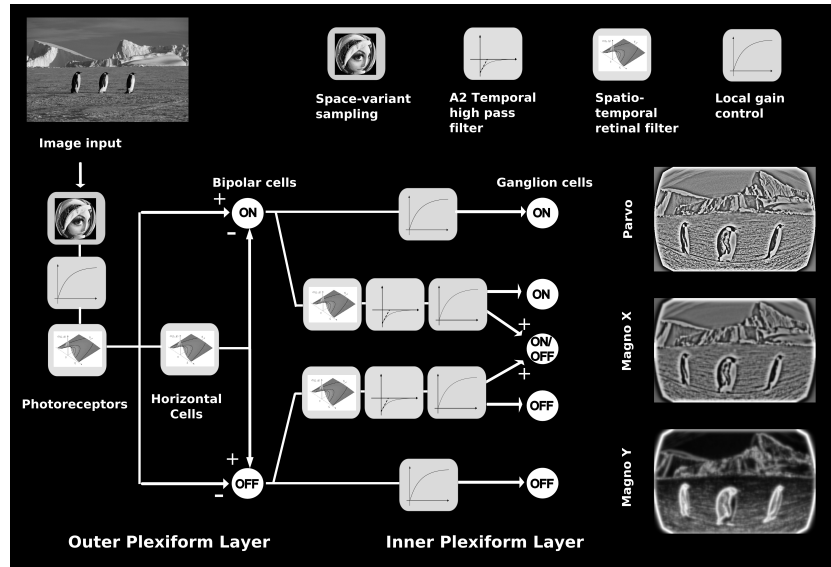 Image input
Space-variant
sampling
A2 Temporal
high pass
filter
Spatio-
temporal
retinal filter
Local gain
control
Bipolar cells
Ganglion cells
+
ON
−
ON
ON
+
ON/
OFF
+
OFF
+
OFF
−
OFF
Photoreceptors
Horizontal
Cells
Parvo
Magno X
Magno Y
Outer Plexiform Layer
Inner Plexiform Layer